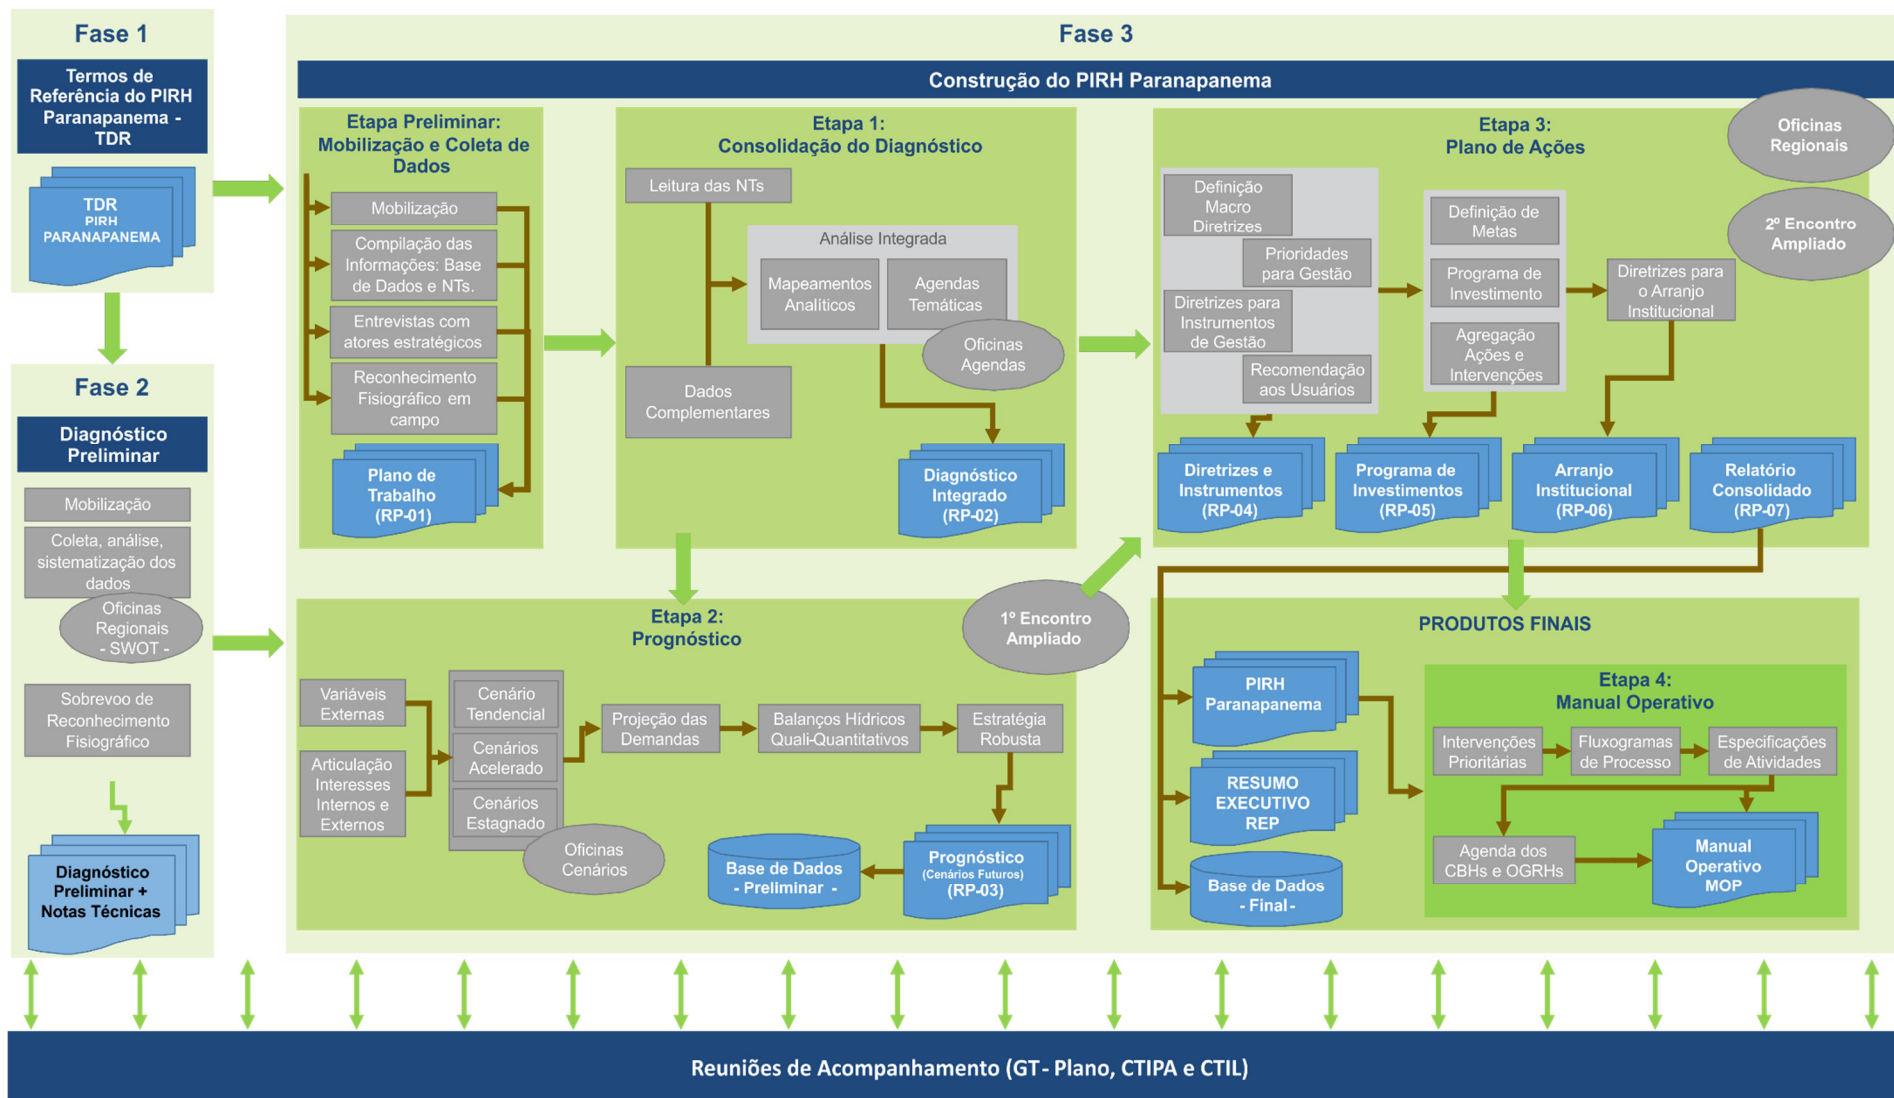 Fase 1
Termos de
Referência do PIRH
Paranapanema -
TDR
TDR
PIRH
PARANAPANEMA
Fase 2
Diagnóstico
Preliminar
Mobilização
Coleta, análise,
sistematização dos
dados
Oficinas
Regionais
- SWOT -
Sobrevoo de
Reconhecimento
Fisiográfico
Diagnóstico
Preliminar +
Notas Técnicas
Fase 3
Construção do PIRH Paranapanema
Etapa Preliminar:
Mobilização e Coleta de
Dados
Mobilização
Compilação das
Informações: Base
de Dados e NTs.
Entrevistas com
atores estratégicos
Reconhecimento
Fisiográfico em
campo
Plano de
Trabalho
(RP-01)
Etapa 1:
Consolidação do Diagnóstico
Leitura das NTs
Análise Integrada
Mapeamentos
Analíticos
Agendas
Temáticas
Oficinas
Agendas
Dados
Complementares
Diagnóstico
Integrado
(RP-02)
Etapa 3:
Plano de Ações
Oficinas
Regionais
2º Encontro
Ampliado
Definição
Macro
Diretrizes
Prioridades
para Gestão
Diretrizes para
Instrumentos
de Gestão
Recomendação
aos Usuários
Definição de
Metas
Programa de
Investimento
Agregação
Ações e
Intervenções
Diretrizes para
o Arranjo
Institucional
Diretrizes e
Instrumentos
(RP-04)
Programa de
Investimentos
(RP-05)
Arranjo
Institucional
(RP-06)
Relatório
Consolidado
(RP-07)
Etapa 2:
Prognóstico
1º Encontro
Ampliado
Variáveis
Externas
Articulação
Interesses
Internos e
Externos
Cenário
Tendencial
Cenários
Acelerado
Cenários
Estagnado
Oficinas
Cenários
Projeção das
Demandas
Balanços Hídricos
Quali-Quantitativos
Estratégia
Robusta
Base de Dados
- Preliminar -
Prognóstico
(Cenários Futuros)
(RP-03)
PRODUTOS FINAIS
PIRH
Paranapanema
RESUMO
EXECUTIVO
REP
Base de Dados
- Final -
Etapa 4:
Manual Operativo
Intervenções
Prioritárias
Fluxogramas
de Processo
Especificações
de Atividades
Agenda dos
CBHs e OGRHs
Manual
Operativo
MOP
Reuniões de Acompanhamento (GT- Plano, CTIPA e CTIL)